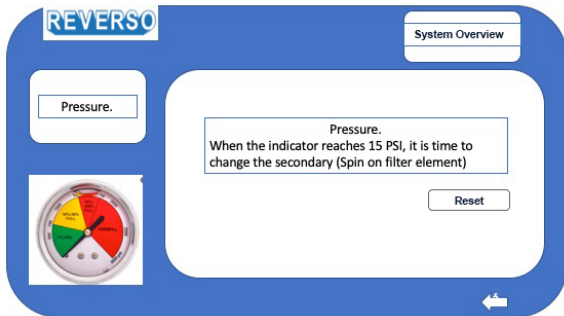 REVERSO
System Overview
Pressure.
Pressure.
When the indicator reaches 15 PSI, it is time to
change the secondary (Spin on filter element)
Reset